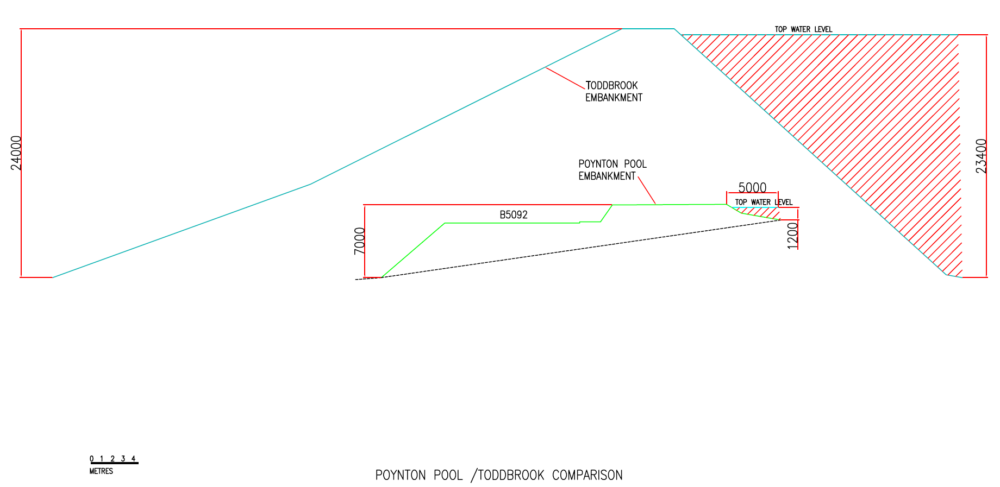 TOP WATER LEVEL
TODDBROOK
EMBANKMENT
24000
23400
POYNTON POOL
EMBANKMENT
5000
TOP WATER LEVEL
B5092
7000
1200
0 1 2 3 4
METRES
POYNTON POOL /TODDBROOK COMPARISON